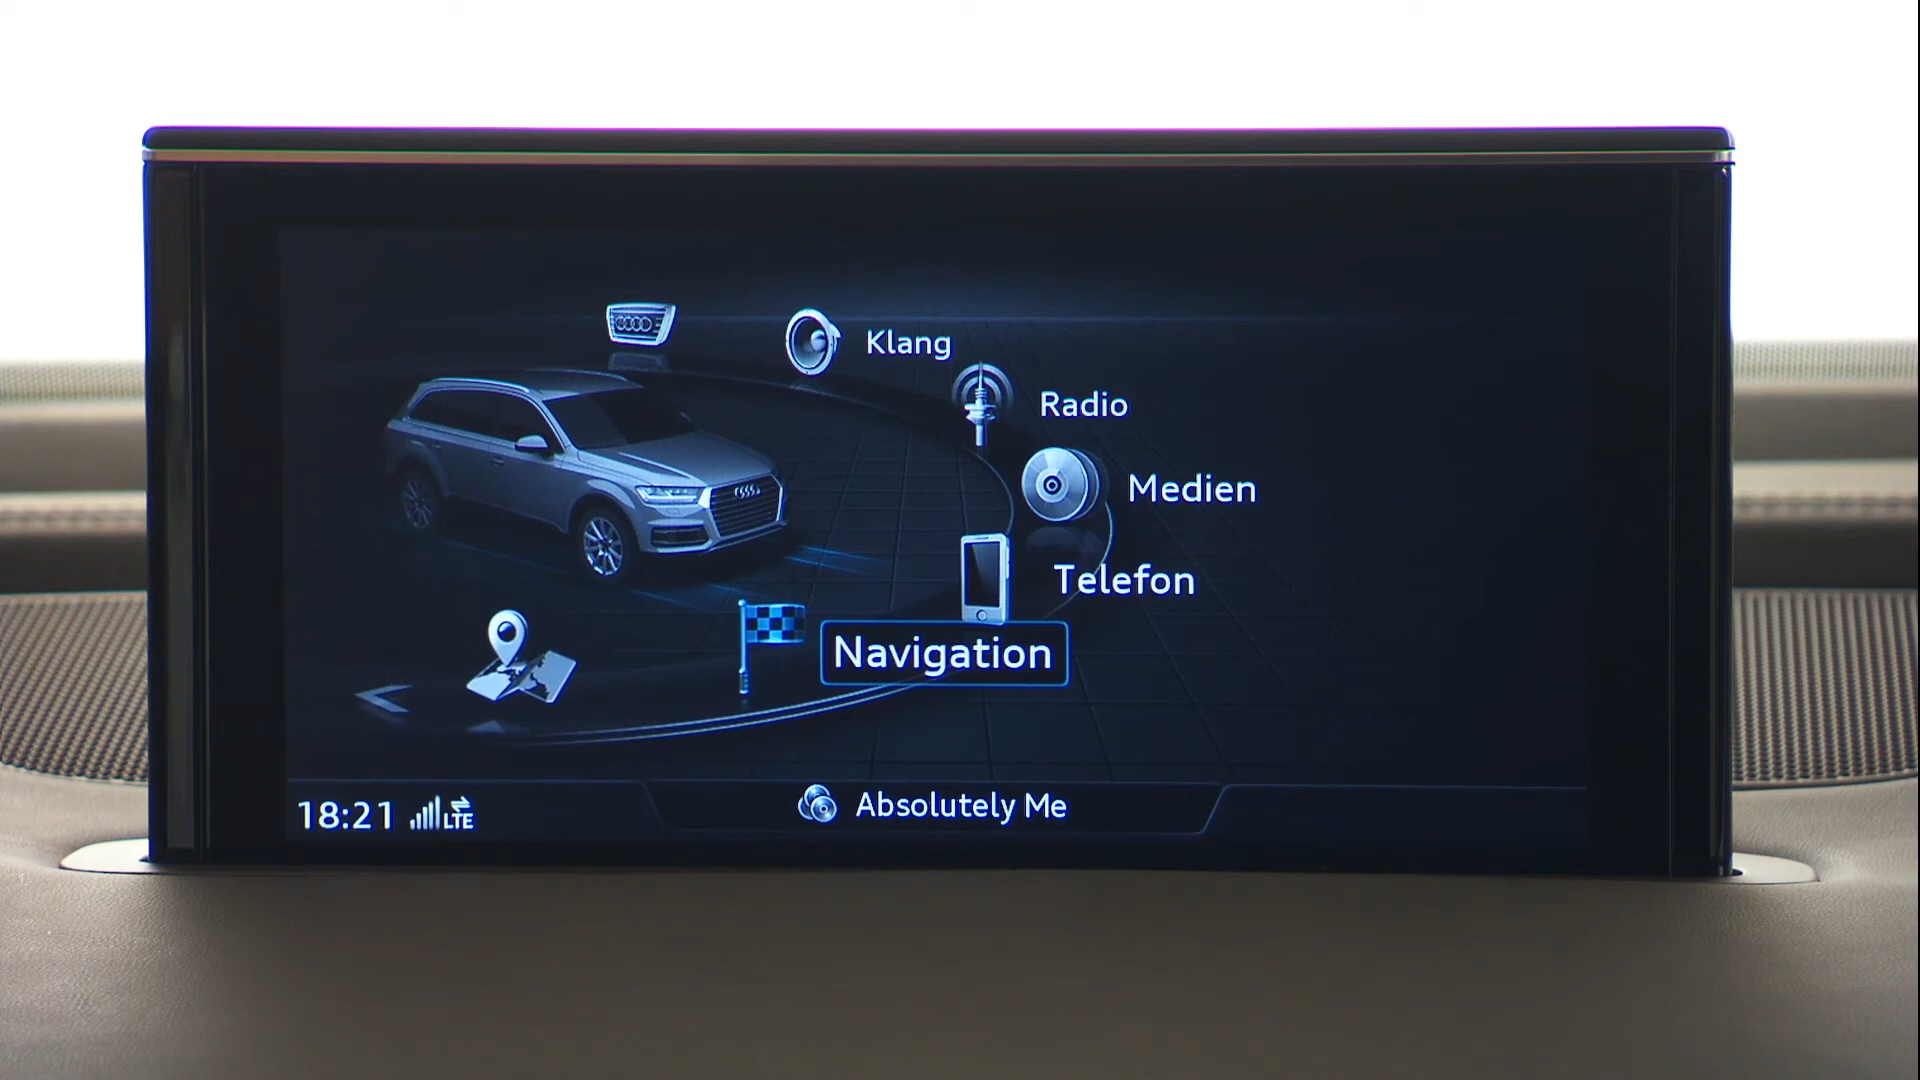 Klang
Radio
Medien
Telefon
Navigation
18:21 LTE
Absolutely Me